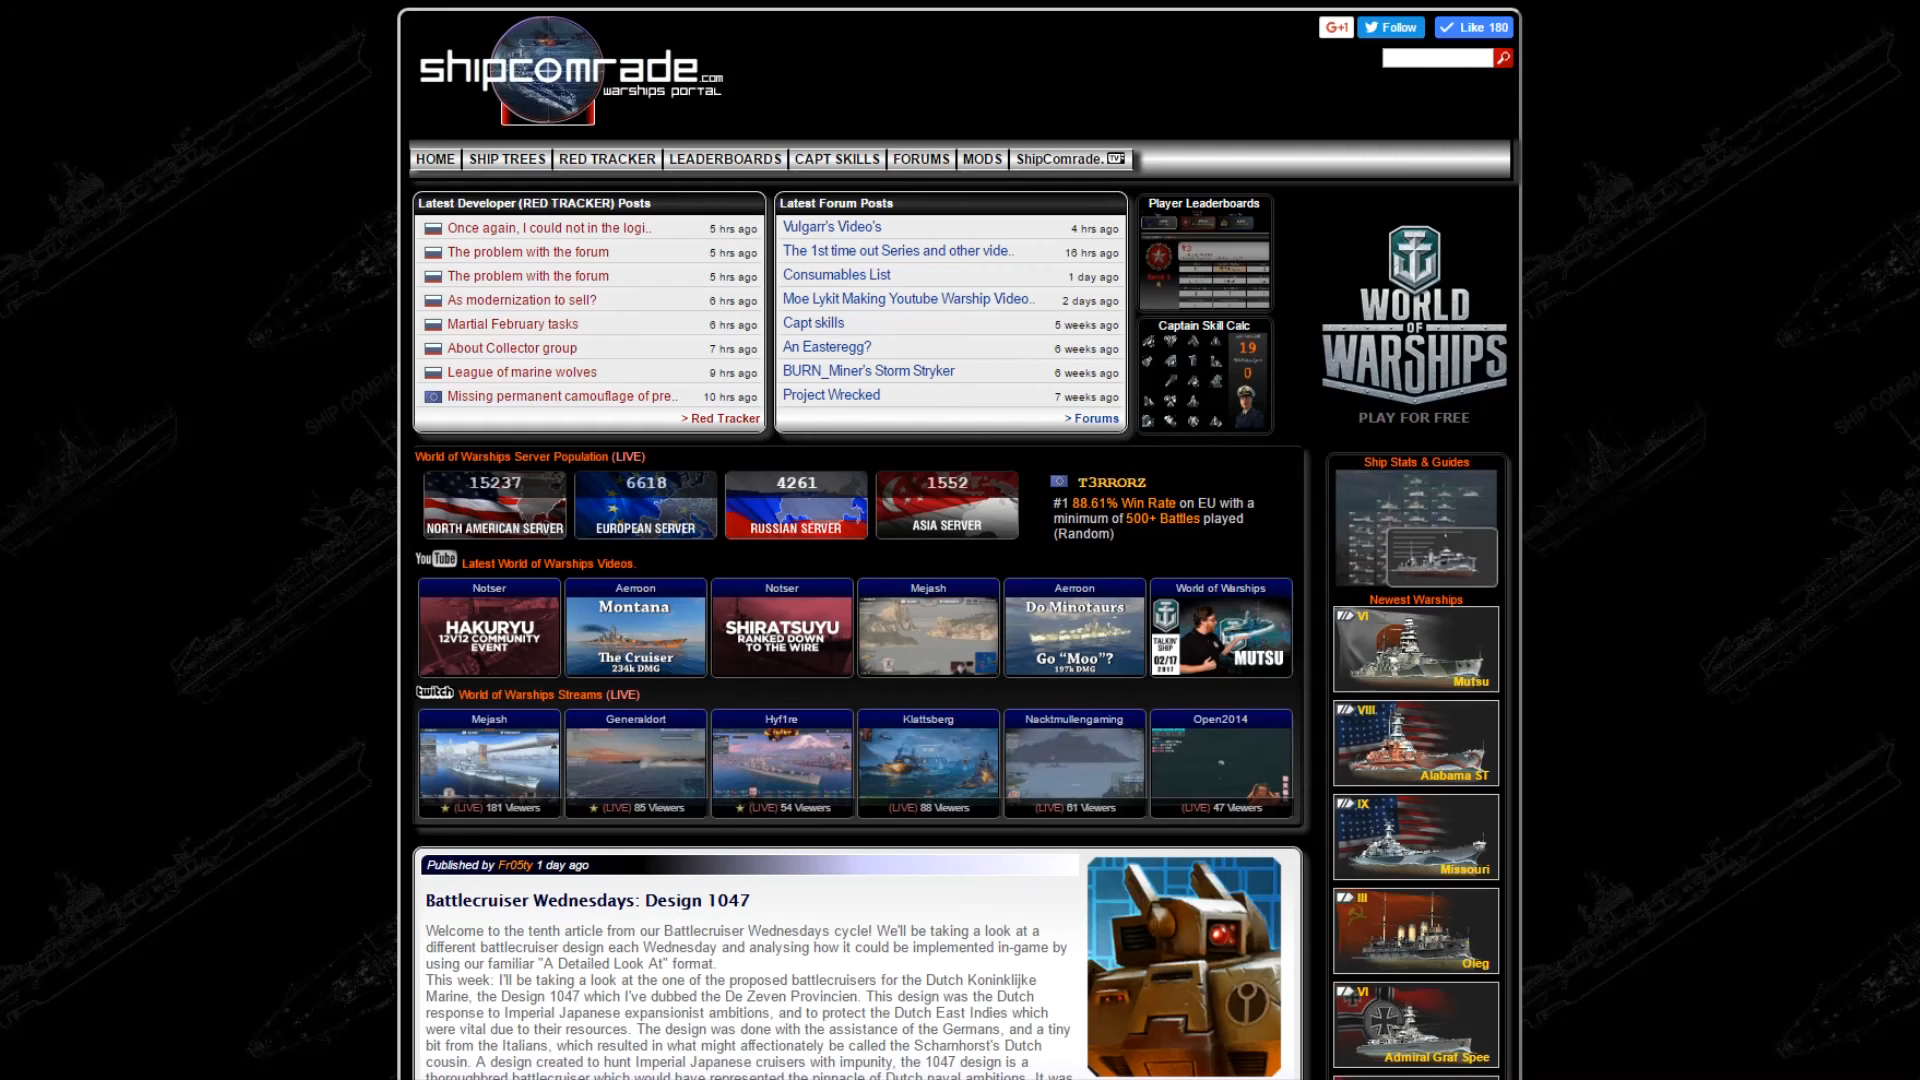 shipcomrade.com
warships portal
G+1
Follow
Like 180
HOME
SHIP TREES
RED TRACKER
LEADERBOARDS
CAPT SKILLS
FORUMS
MODS
ShipComrade. TV
Latest Developer (RED TRACKER) Posts
Once again, I could not in the logi.. 5 hrs ago
The problem with the forum 5 hrs ago
The problem with the forum 5 hrs ago
As modernization to sell? 6 hrs ago
Martial February tasks 6 hrs ago
About Collector group 7 hrs ago
League of marine wolves 9 hrs ago
Missing permanent camouflage of pre.. 10 hrs ago
> Red Tracker
Latest Forum Posts
Vulgarr's Video's 4 hrs ago
The 1st time out Series and other vide.. 16 hrs ago
Consumables List 1 day ago
Moe Lykit Making Youtube Warship Video.. 2 days ago
Capt skills 5 weeks ago
An Easteregg? 6 weeks ago
BURN_Miner's Storm Stryker 6 weeks ago
Project Wrecked 7 weeks ago
> Forums
Player Leaderboards
Captain Skill Calc
19
0
WORLD
OF
WARSHIPS
PLAY FOR FREE
World of Warships Server Population (LIVE)
15237
NORTH AMERICAN SERVER
6618
EUROPEAN SERVER
4261
RUSSIAN SERVER
1552
ASIA SERVER
T3RRORZ
#1 88.61% Win Rate on EU with a
minimum of 500+ Battles played
(Random)
YouTube Latest World of Warships Videos.
Notser
HAKURYU
12V12 COMMUNITY
EVENT
Aerroon
Montana
The Cruiser
234k DMG
Notser
SHIRATSUYU
RANKED DOWN
TO THE WIRE
Mejash
Aerroon
Do Minotaurs
Go "Moo"?
197k DMG
World of Warships
TALKIN'
SHIP
02/17
2017
MUTSU
twitch World of Warships Streams (LIVE)
Mejash
(LIVE) 181 Viewers
Generaldort
(LIVE) 85 Viewers
Hyf1re
(LIVE) 54 Viewers
Klattsberg
(LIVE) 88 Viewers
Nacktmullengaming
(LIVE) 61 Viewers
Open2014
(LIVE) 47 Viewers
Ship Stats & Guides
Newest Warships
VI
Mutsu
VIII
Alabama ST
IX
Missouri
III
Oleg
VI
Admiral Graf Spee
Published by Fr05ty 1 day ago
Battlecruiser Wednesdays: Design 1047
Welcome to the tenth article from our Battlecruiser Wednesdays cycle! We'll be taking a look at a
different battlecruiser design each Wednesday and analysing how it could be implemented in-game by
using our familiar "A Detailed Look At" format.
This week: I'll be taking a look at the one of the proposed battlecruisers for the Dutch Koninklijke
Marine, the Design 1047 which I've dubbed the De Zeven Provincien. This design was the Dutch
response to Imperial Japanese expansionist ambitions, and to protect the Dutch East Indies which
were vital due to their resources. The design was done with the assistance of the Germans, and a tiny
bit from the Italians, which resulted in what might affectionately be called the Scharnhorst's Dutch
cousin. A design created to hunt Imperial Japanese cruisers with impunity, the 1047 design is a
thoroughbred battlecruiser which would have represented the pinnacle of Dutch naval ambitions. It was